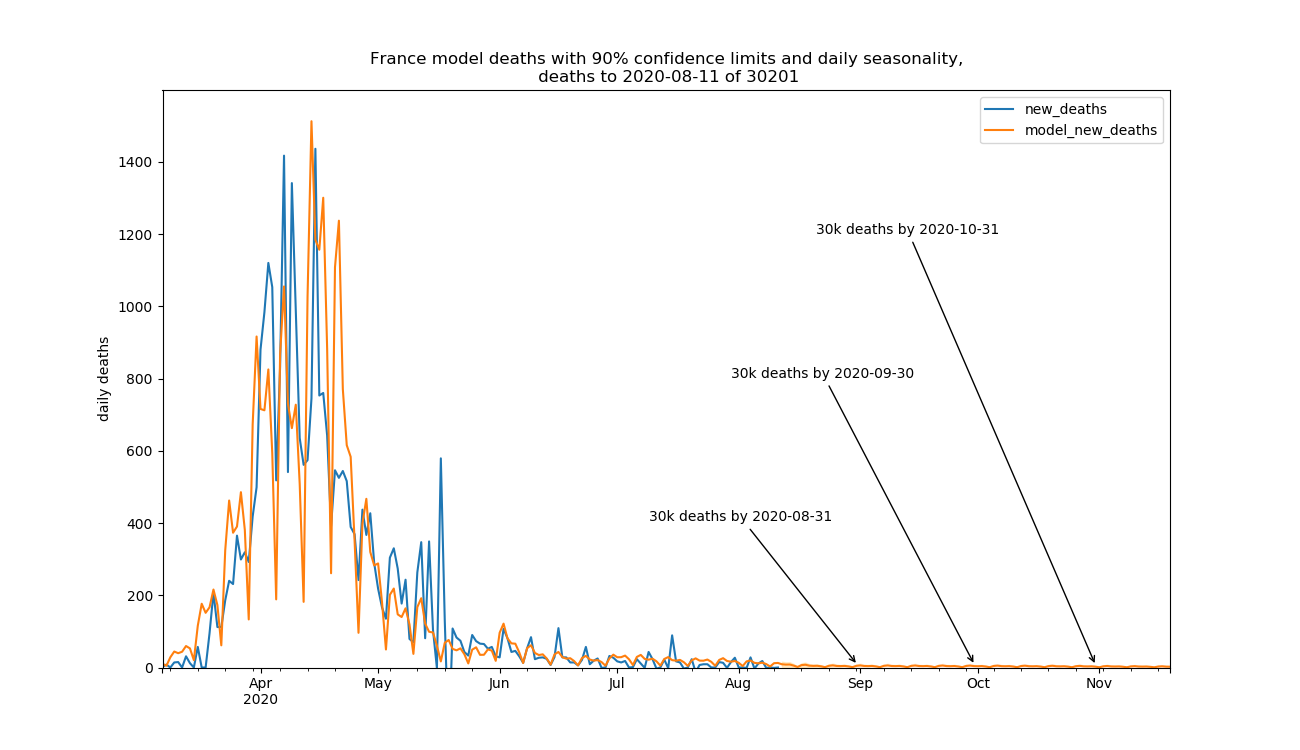 France model deaths with 90% confidence limits and daily seasonality,
deaths to 2020-08-11 of 30201
new_deaths
model_new_deaths
1400
1200
1000
800
600
400
200
0
daily deaths
30k deaths by 2020-10-31
30k deaths by 2020-09-30
30k deaths by 2020-08-31
Apr May Jun Jul Aug Sep Oct Nov
2020